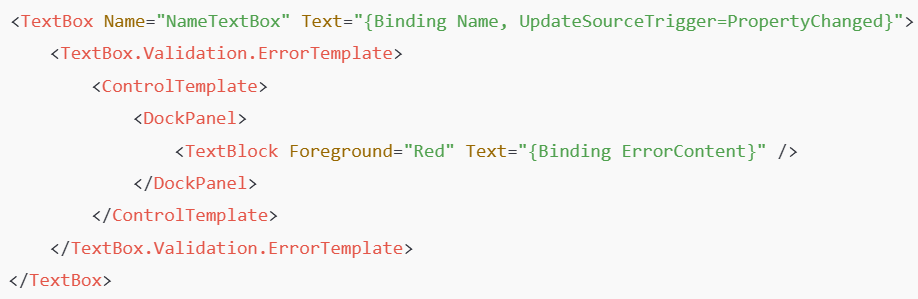 <TextBox Name="NameTextBox" Text="{Binding Name, UpdateSourceTrigger=PropertyChanged}">
    <TextBox.Validation.ErrorTemplate>
        <ControlTemplate>
            <DockPanel>
                <TextBlock Foreground="Red" Text="{Binding ErrorContent}" />
            </DockPanel>
        </ControlTemplate>
    </TextBox.Validation.ErrorTemplate>
</TextBox>